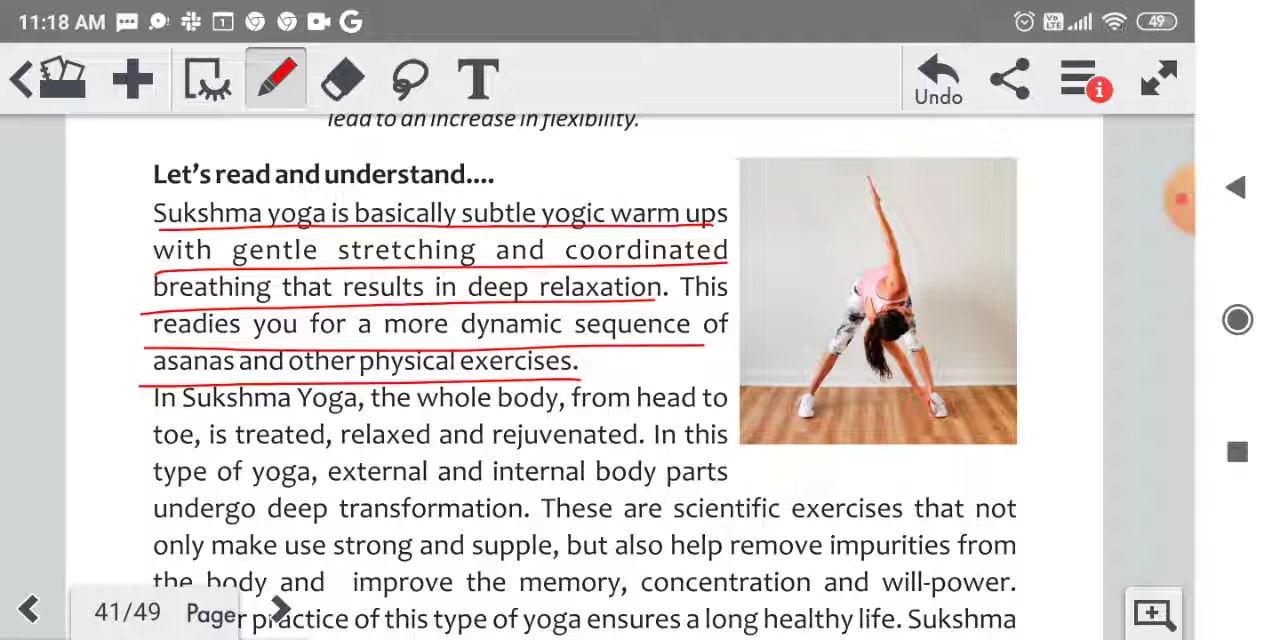 11:18 AM
49
Undo
lead to an increase in flexibility.
Let's read and understand....
Sukshma yoga is basically subtle yogic warm ups
with gentle stretching and coordinated
breathing that results in deep relaxation. This
readies you for a more dynamic sequence of
asanas and other physical exercises.
In Sukshma Yoga, the whole body, from head to
toe, is treated, relaxed and rejuvenated. In this
type of yoga, external and internal body parts
undergo deep transformation. These are scientific exercises that not
only make use strong and supple, but also help remove impurities from
the body and improve the memory, concentration and will-power.
practice of this type of yoga ensures a long healthy life. Sukshma
41/49 Page